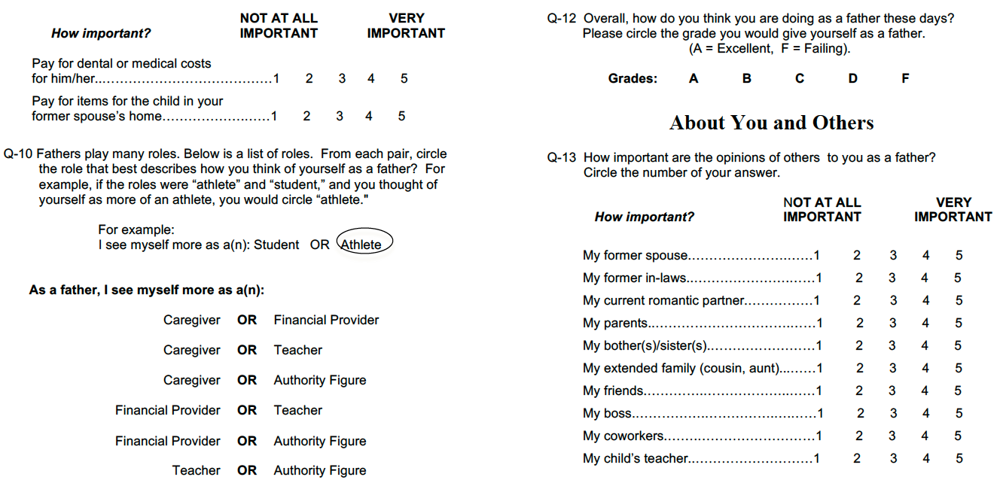 How important?
NOT AT ALL
IMPORTANT
VERY
IMPORTANT
Pay for dental or medical costs
for him/her..........................................1 2 3 4 5
Pay for items for the child in your
former spouse’s home.........................1 2 3 4 5
Q-10 Fathers play many roles. Below is a list of roles. From each pair, circle
the role that best describes how you think of yourself as a father? For
example, if the roles were “athlete” and “student,” and you thought of
yourself as more of an athlete, you would circle “athlete."
For example:
I see myself more as a(n): Student OR Athlete
As a father, I see myself more as a(n):
Caregiver OR Financial Provider
Caregiver OR Teacher
Caregiver OR Authority Figure
Financial Provider OR Teacher
Financial Provider OR Authority Figure
Teacher OR Authority Figure
Q-12 Overall, how do you think you are doing as a father these days?
Please circle the grade you would give yourself as a father.
(A = Excellent, F = Failing).
Grades: A B C D F
About You and Others
Q-13 How important are the opinions of others to you as a father?
Circle the number of your answer.
How important?
NOT AT ALL
IMPORTANT
VERY
IMPORTANT
My former spouse.............................1 2 3 4 5
My former in-laws..............................1 2 3 4 5
My current romantic partner................1 2 3 4 5
My parents.......................................1 2 3 4 5
My bother(s)/sister(s).........................1 2 3 4 5
My extended family (cousin, aunt).........1 2 3 4 5
My friends........................................1 2 3 4 5
My boss...........................................1 2 3 4 5
My coworkers...................................1 2 3 4 5
My child’s teacher.............................1 2 3 4 5